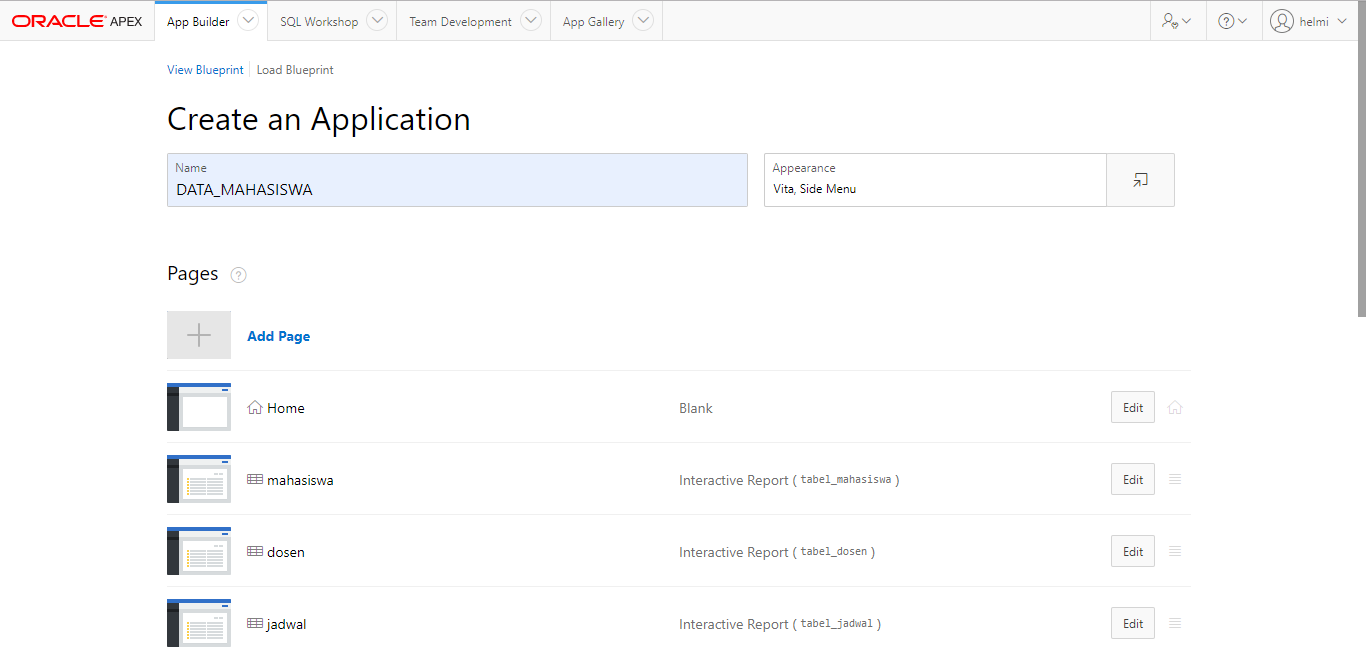 ORACLE APEX App Builder SQL Workshop Team Development App Gallery helmi
View Blueprint Load Blueprint
Create an Application
Name
DATA_MAHASISWA
Appearance
Vita, Side Menu
Pages ?
Add Page
Home Blank Edit
mahasiswa Interactive Report ( tabel_mahasiswa ) Edit
dosen Interactive Report ( tabel_dosen ) Edit
jadwal Interactive Report ( tabel_jadwal ) Edit